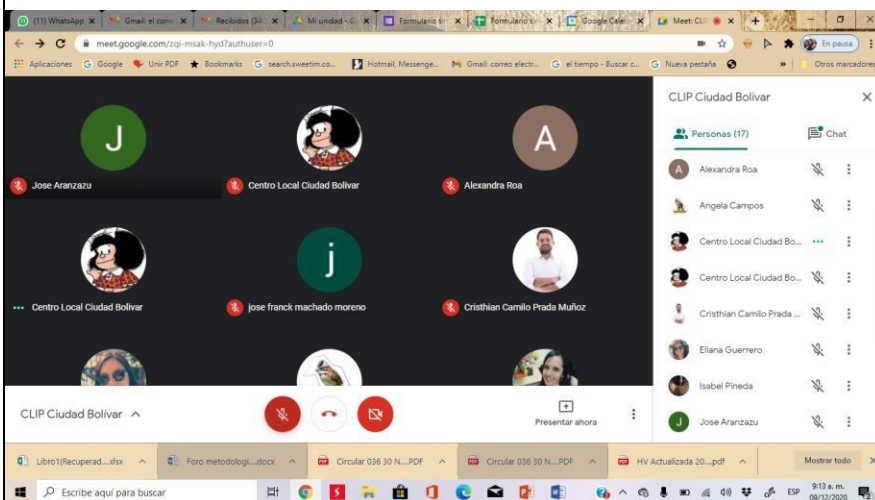 (11) WhatsApp
Gmail: el corre
Recibidos (34
Mi unidad - G
Formulario sin
Formulario sin
Google Calen
Meet: CLI
meet.google.com/zqi-msak-hyd?authuser=0
En pausa
Aplicaciones
Google
Unir PDF
Bookmarks
search.sweetim.co...
Hotmail, Messenge...
Gmail: correo electr...
el tiempo - Buscar c...
Nueva pestaña
»
Otros marcadores
J
A
Jose Aranzazu
Centro Local Ciudad Bolivar
Alexandra Roa
j
Centro Local Ciudad Bolivar
jose franck machado moreno
Cristhian Camilo Prada Muñoz
CLIP Ciudad Bolivar
Presentar ahora
CLIP Ciudad Bolivar
Personas (17)
Chat
A
Alexandra Roa
Angela Campos
Centro Local Ciudad Bo...
Centro Local Ciudad Bo...
Cristhian Camilo Prada ...
Eliana Guerrero
Isabel Pineda
J
Jose Aranzazu
Libro1(Recuperad....xlsx
Foro metodologi....docx
Circular 036 30 N....PDF
Circular 036 30 N....PDF
HV Actualizada 20....pdf
Mostrar todo
Escribe aquí para buscar
ESP
9:13 a. m.
09/12/2020